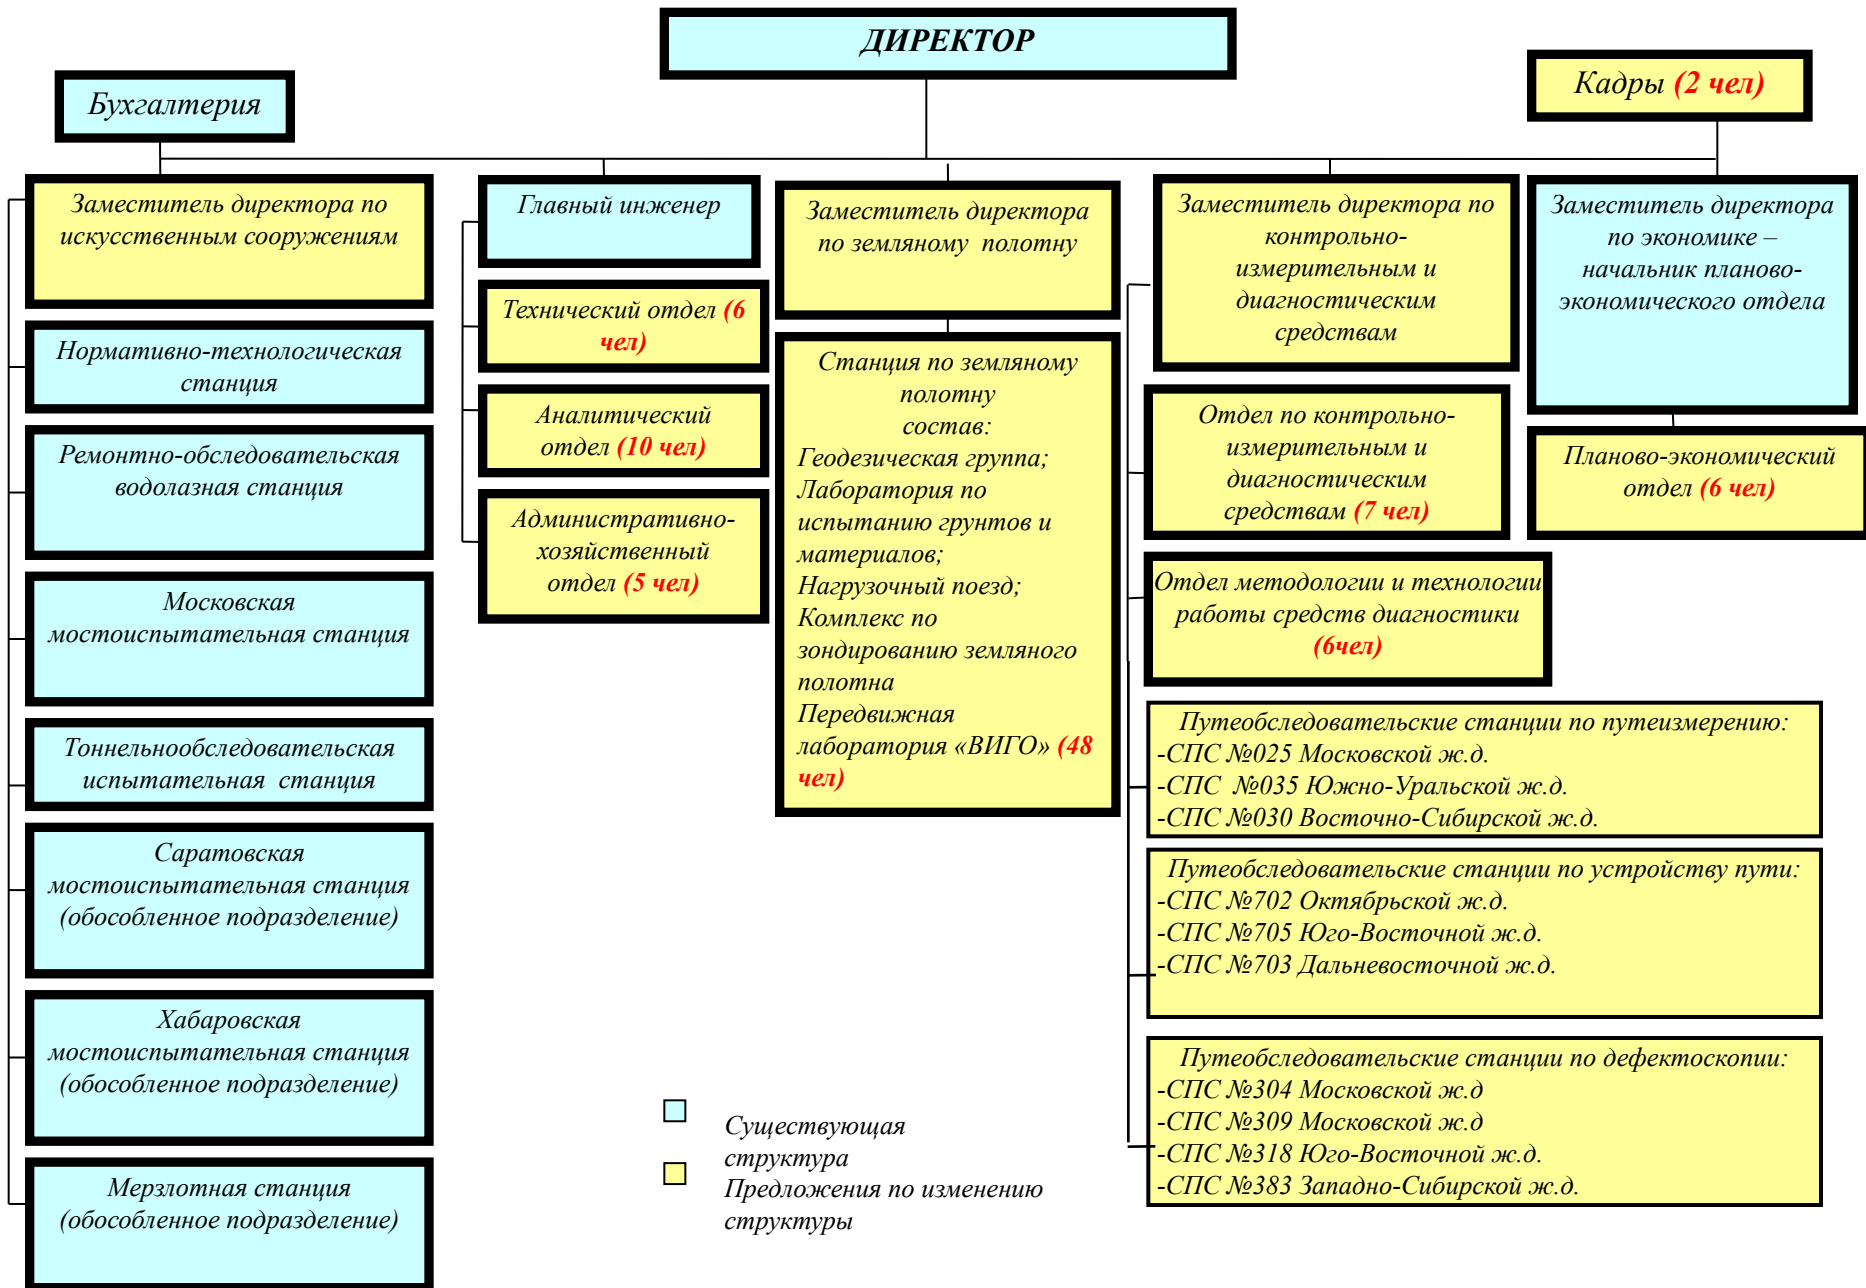 ДИРЕКТОР
Бухгалтерия
Кадры (2 чел)
Заместитель директора по
искусственным сооружениям
Нормативно-технологическая
станция
Ремонтно-обследовательская
водолазная станция
Московская
мостоиспытательная станция
Тоннельнообследовательская
испытательная станция
Саратовская
мостоиспытательная станция
(обособленное подразделение)
Хабаровская
мостоиспытательная станция
(обособленное подразделение)
Мерзлотная станция
(обособленное подразделение)
Главный инженер
Технический отдел (6
чел)
Аналитический
отдел (10 чел)
Административно-
хозяйственный
отдел (5 чел)
Заместитель директора
по земляному полотну
Станция по земляному
полотну
состав:
Геодезическая группа;
Лаборатория по
испытанию грунтов и
материалов;
Нагрузочный поезд;
Комплекс по
зондированию земляного
полотна
Передвижная
лаборатория «ВИГО» (48
чел)
Заместитель директора по
контрольно-
измерительным и
диагностическим
средствам
Отдел по контрольно-
измерительным и
диагностическим
средствам (7 чел)
Отдел методологии и технологии
работы средств диагностики
(6чел)
Путеобследовательские станции по путеизмерению:
-СПС №025 Московской ж.д.
-СПС №035 Южно-Уральской ж.д.
-СПС №030 Восточно-Сибирской ж.д.
Путеобследовательские станции по устройству пути:
-СПС №702 Октябрьской ж.д.
-СПС №705 Юго-Восточной ж.д.
-СПС №703 Дальневосточной ж.д.
Путеобследовательские станции по дефектоскопии:
-СПС №304 Московской ж.д
-СПС №309 Московской ж.д
-СПС №318 Юго-Восточной ж.д.
-СПС №383 Западно-Сибирской ж.д.
Заместитель директора
по экономике –
начальник планово-
экономического отдела
Планово-экономический
отдел (6 чел)
Существующая
структура
Предложения по изменению
структуры